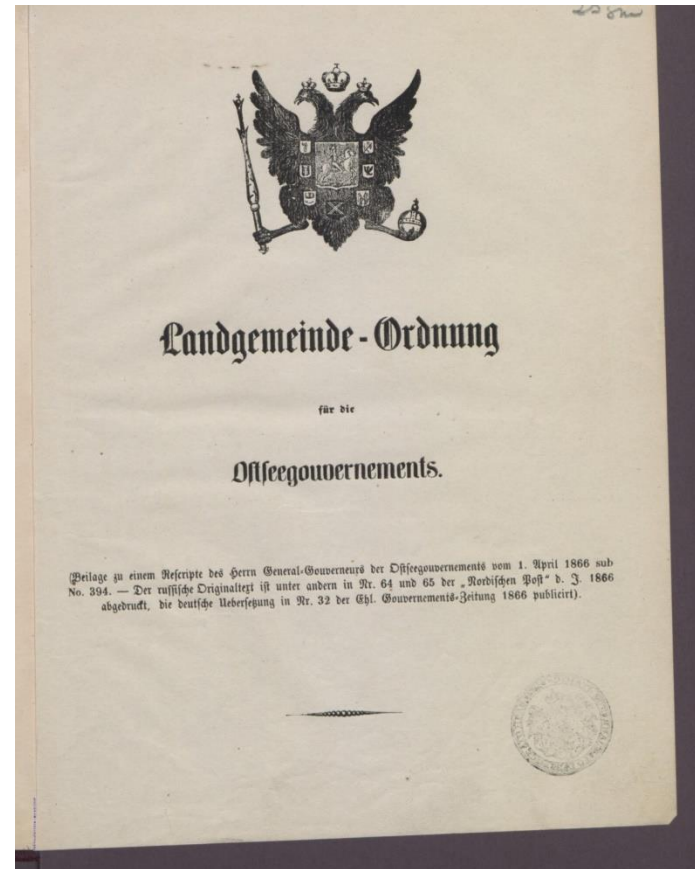 Landgemeinde-Ordnung
für die
Ostseegouvernements.
(Beilage zu einem Rescripte des Herrn General-Gouverneurs der Ostseegouvernements vom 1. April 1866 sub
No. 394. — Der russische Originaltext ist unter andern in Nr. 64 und 65 der „Nordischen Post“ d. J. 1866
abgedruckt, die deutsche Uebersetzung in Nr. 32 der Ehl. Gouvernements-Zeitung 1866 publicirt).